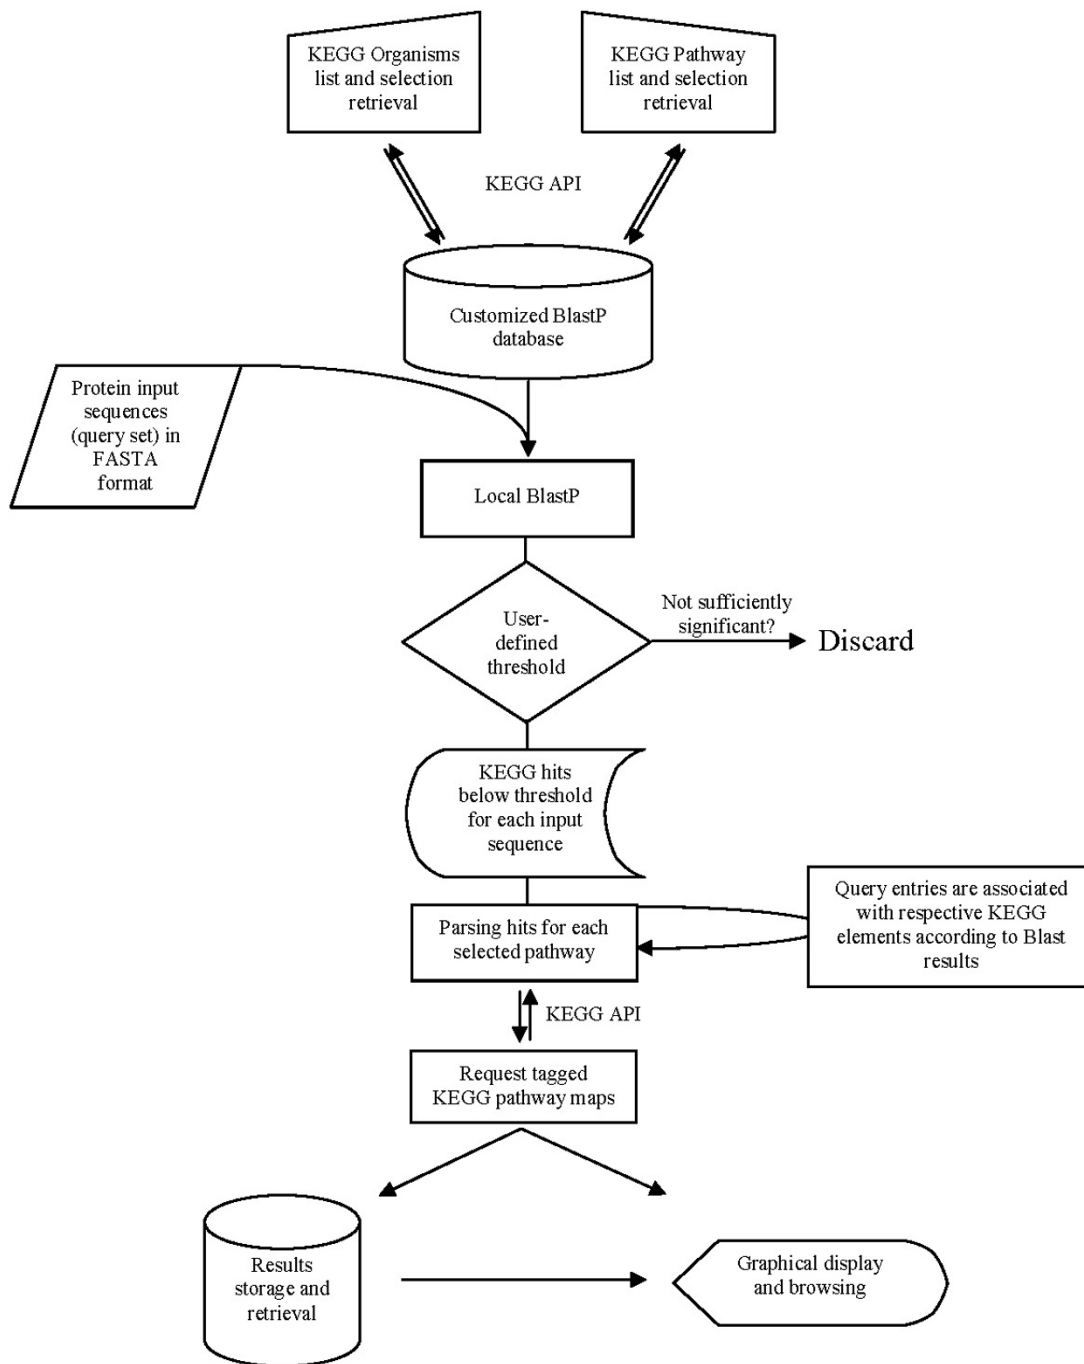 KEGG Organisms
list and selection
retrieval
KEGG Pathway
list and selection
retrieval
KEGG API
Customized BlastP
database
Protein input
sequences
(query set) in
FASTA
format
Local BlastP
User-
defined
threshold
Not sufficiently
significant?
Discard
KEGG hits
below threshold
for each input
sequence
Parsing hits for each
selected pathway
Query entries are associated
with respective KEGG
elements according to Blast
results
KEGG API
Request tagged
KEGG pathway maps
Results
storage and
retrieval
Graphical display
and browsing